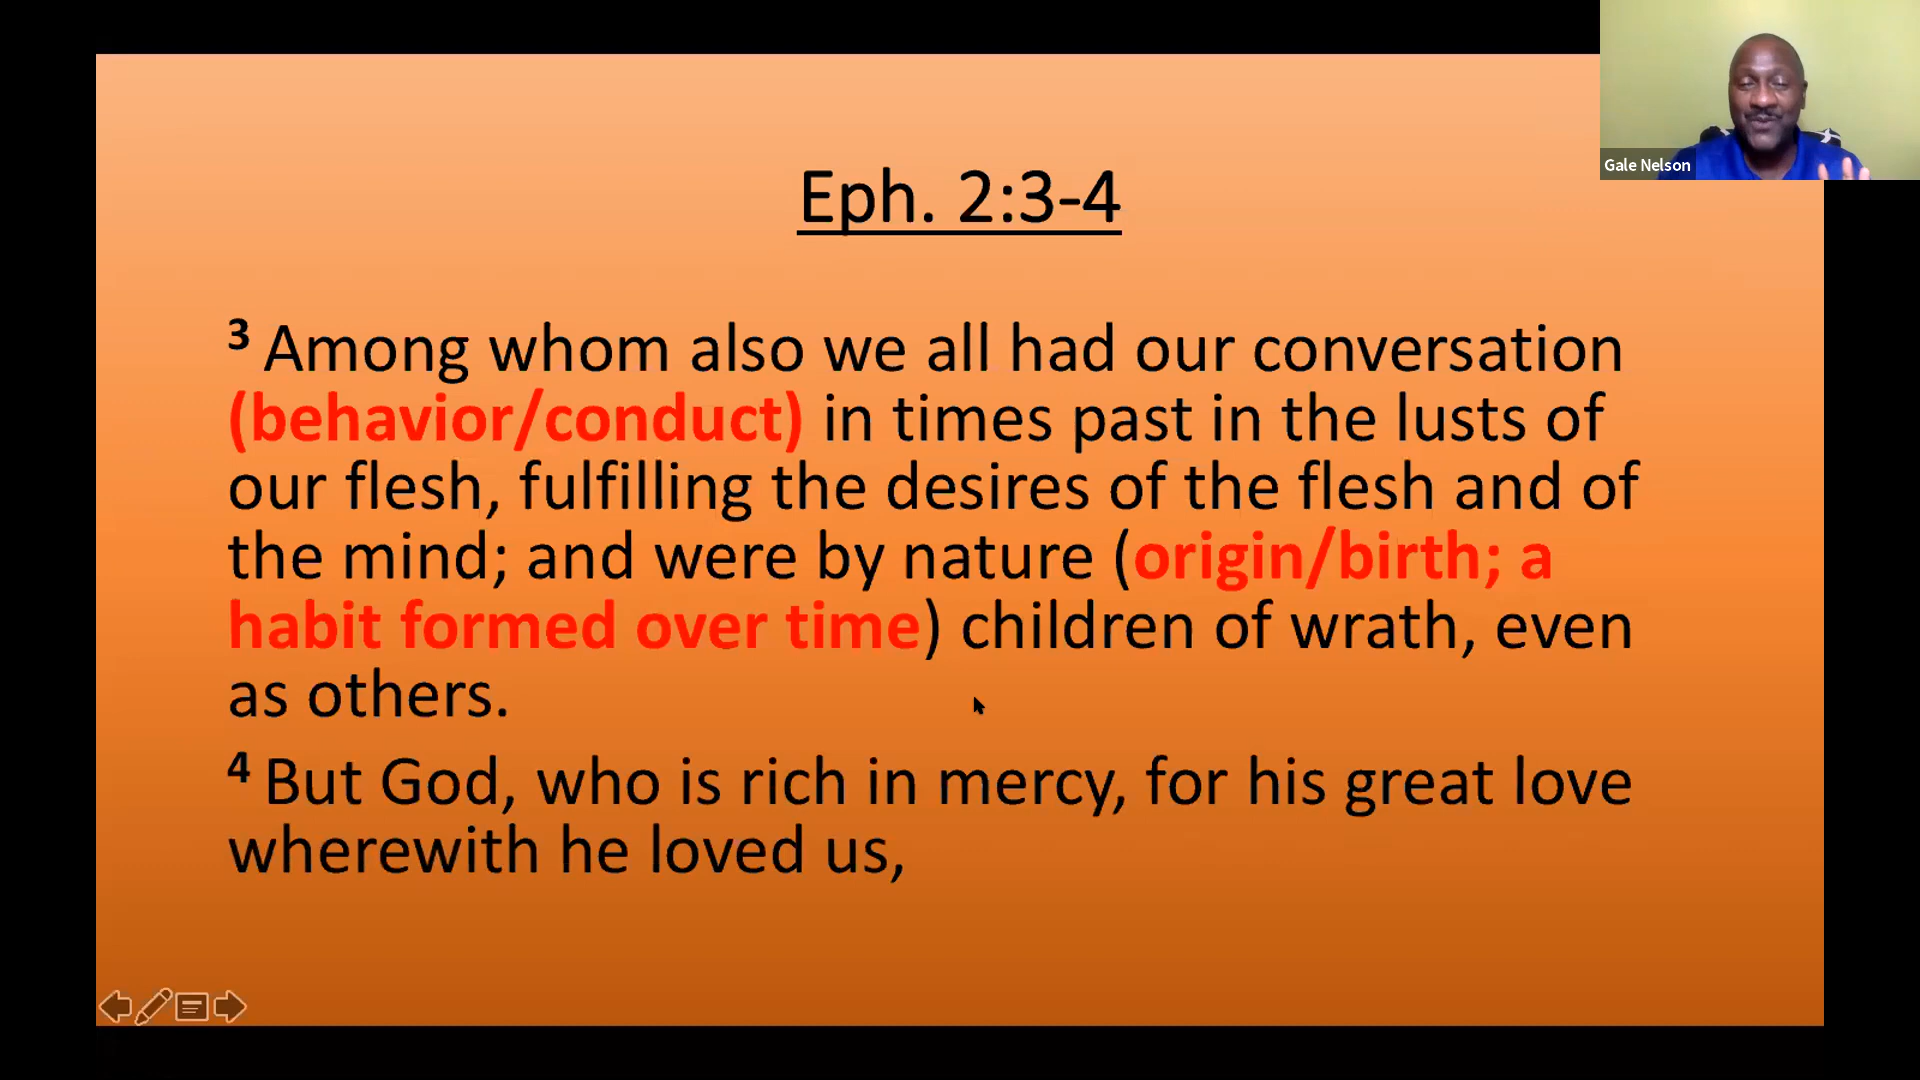 Gale Nelson
Eph. 2:3-4
3 Among whom also we all had our conversation
(behavior/conduct) in times past in the lusts of
our flesh, fulfilling the desires of the flesh and of
the mind; and were by nature (origin/birth; a
habit formed over time) children of wrath, even
as others.
4 But God, who is rich in mercy, for his great love
wherewith he loved us,